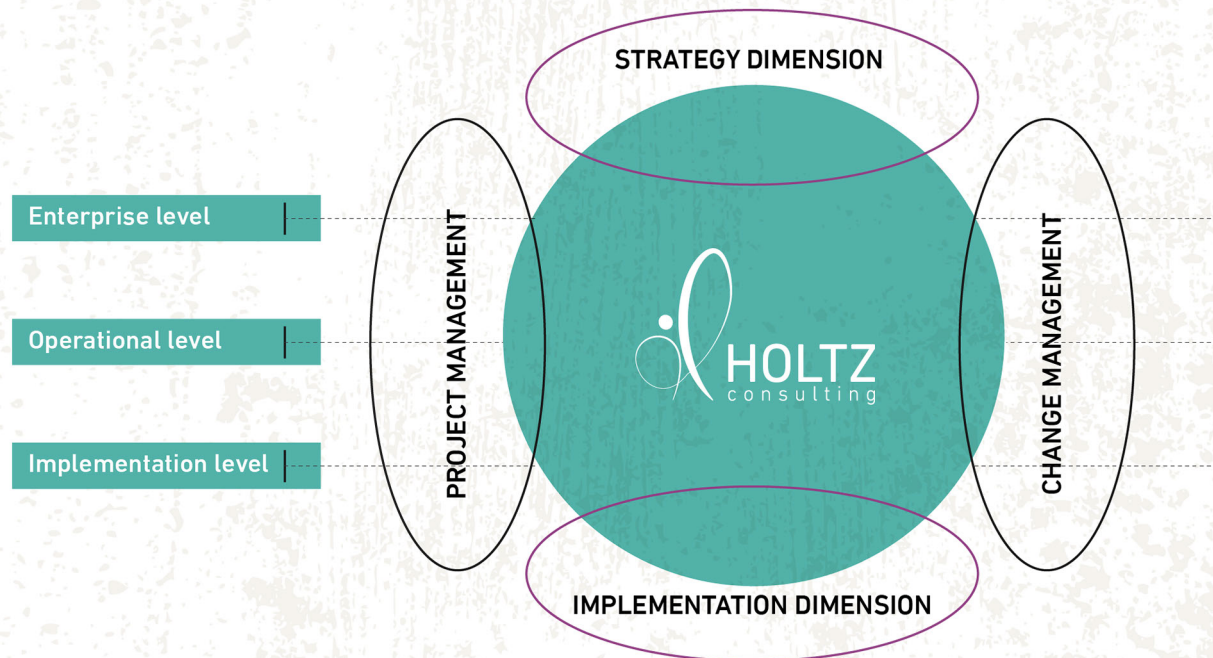 STRATEGY DIMENSION
Enterprise level
Operational level
Implementation level
PROJECT MANAGEMENT
HOLTZ
consulting
CHANGE MANAGEMENT
IMPLEMENTATION DIMENSION